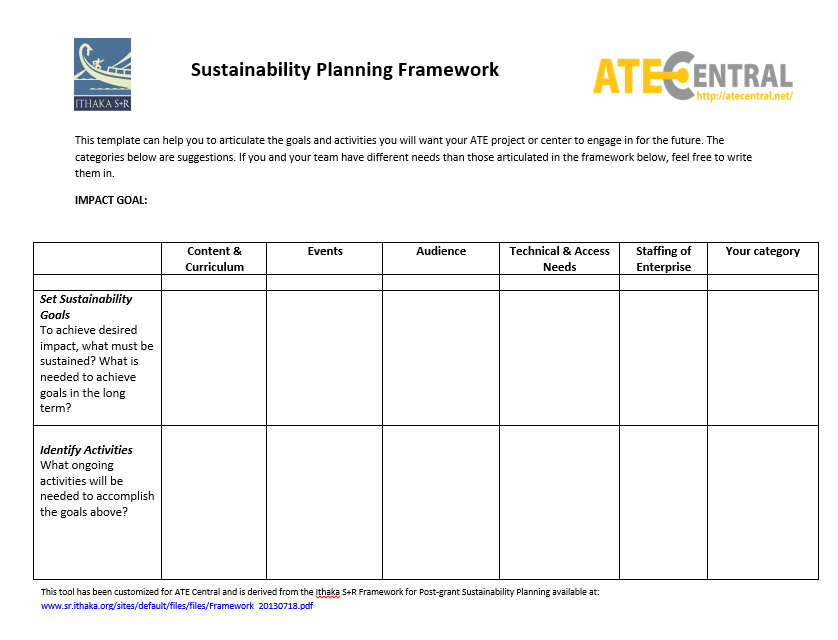 ITHAKA S+R
Sustainability Planning Framework
ATECENTRAL
http://atecentral.net/
This template can help you to articulate the goals and activities you will want your ATE project or center to engage in for the future. The
categories below are suggestions. If you and your team have different needs than those articulated in the framework below, feel free to write
them in.
IMPACT GOAL:
Content &
Curriculum
Events
Audience
Technical & Access
Needs
Staffing of
Enterprise
Your category
Set Sustainability
Goals
To achieve desired
impact, what must be
sustained? What is
needed to achieve
goals in the long
term?
Identify Activities
What ongoing
activities will be
needed to accomplish
the goals above?
This tool has been customized for ATE Central and is derived from the Ithaka S+R Framework for Post-grant Sustainability Planning available at:
www.sr.ithaka.org/sites/default/files/files/Framework_20130718.pdf